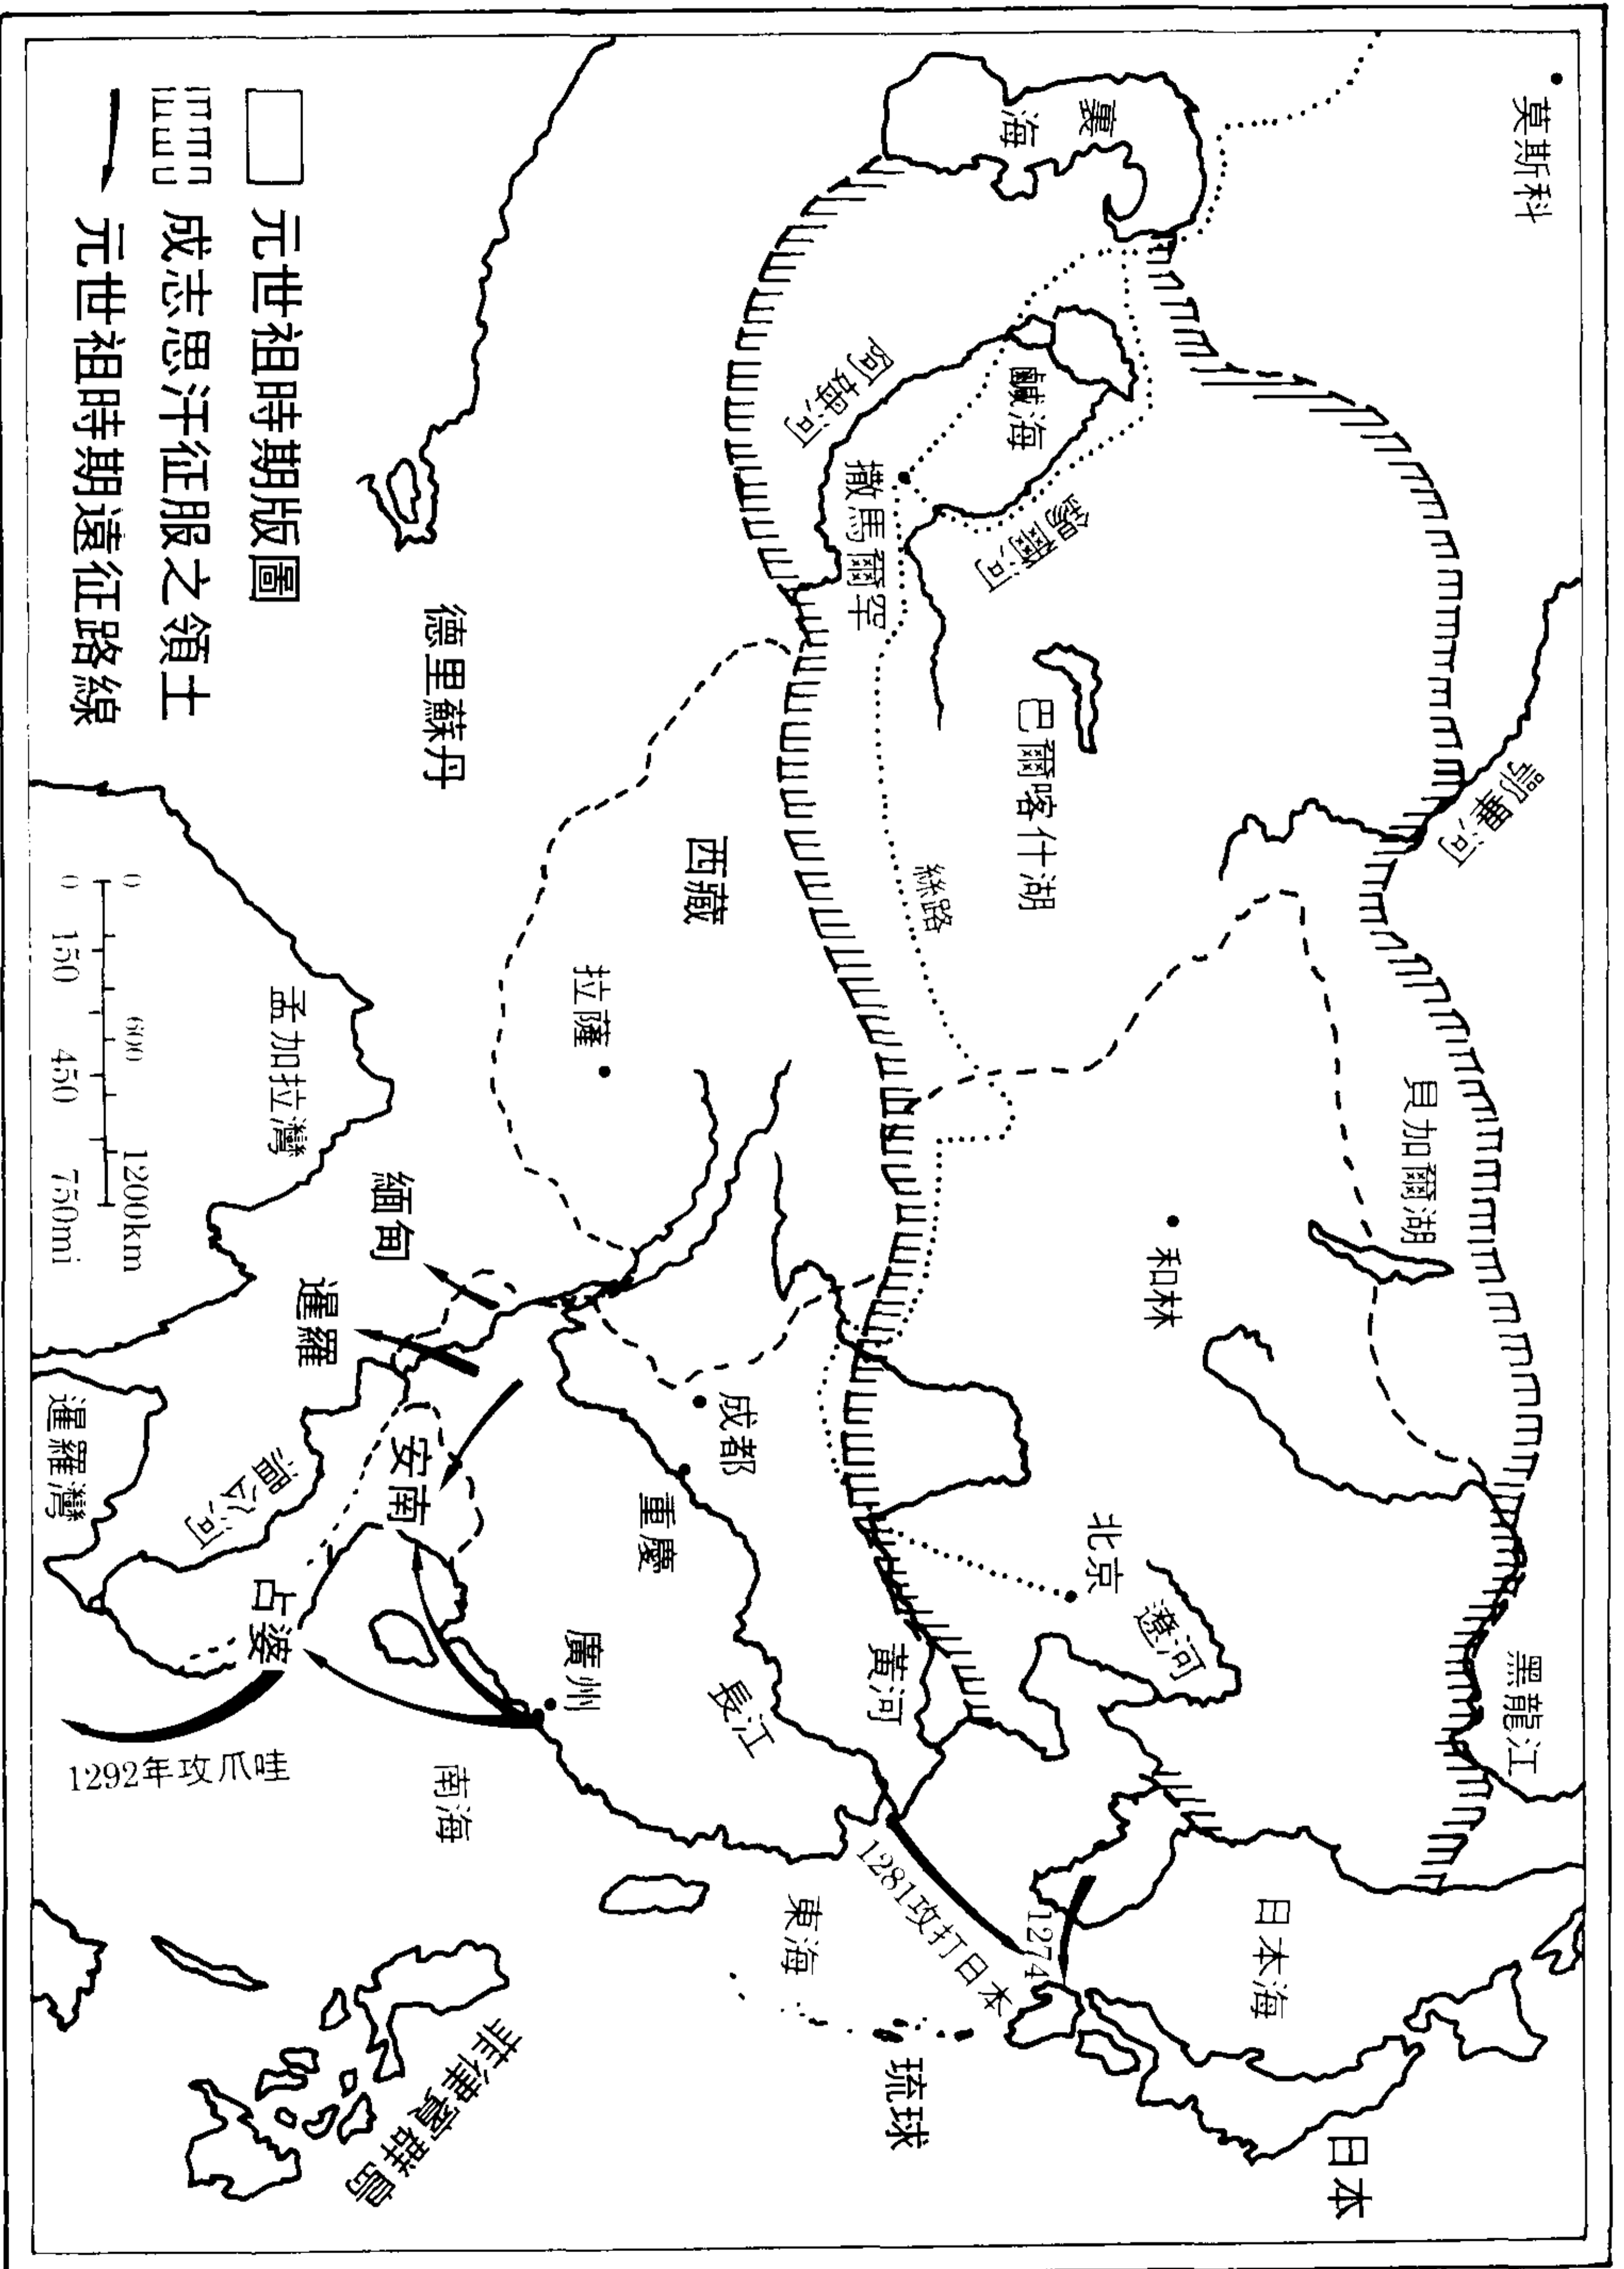 莫斯科
裏
海
鹹海
阿姆河
錫爾河
撒馬爾罕
巴爾喀什湖
鄂畢河
絲路
貝加爾湖
和林
黑龍江
北京
遼河
黃河
長江
成都
重慶
廣州
西藏
拉薩
德里蘇丹
孟加拉灣
緬甸
暹羅
暹羅灣
湄公河
安南
占婆
南海
東海
日本海
日本
琉球
菲律賓群島
1274
1281攻打日本
1292年攻爪哇
元世祖時期版圖
成志思汗征服之領土
元世祖時期遠征路線
0 600 1200km
0 150 450 750mi